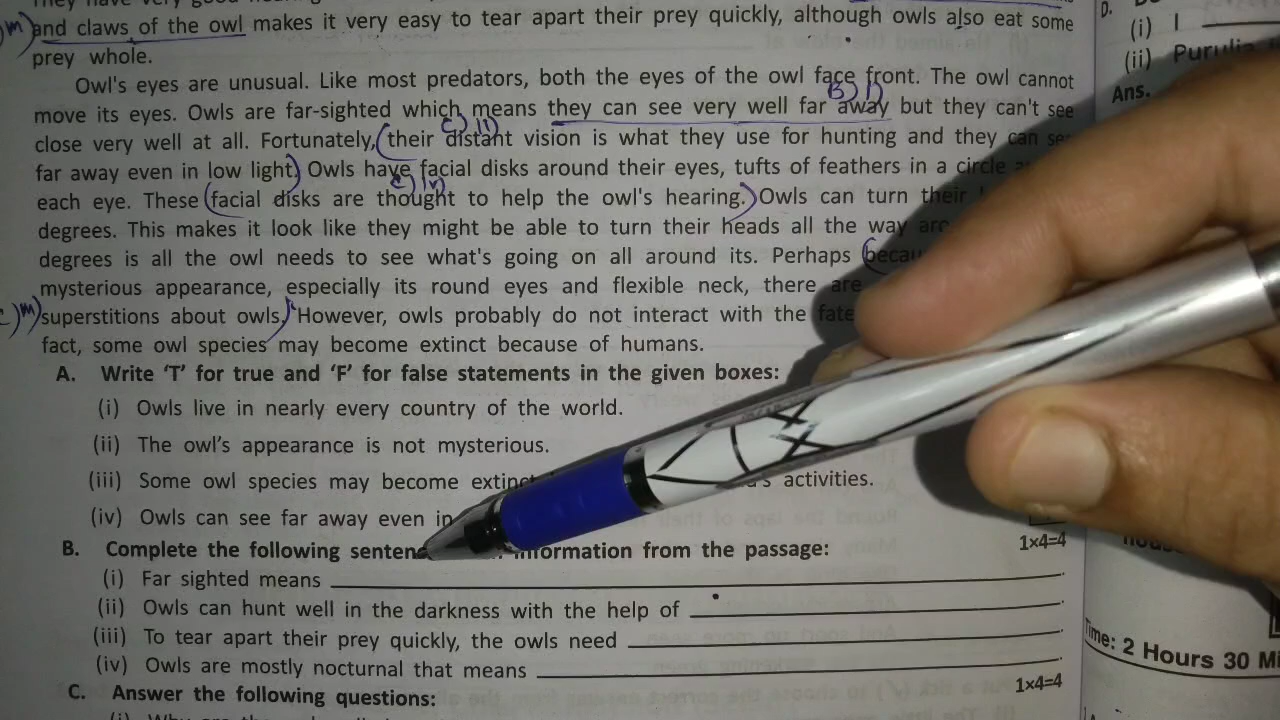 m) and claws of the owl makes it very easy to tear apart their prey quickly, although owls also eat some
prey whole.
Owl's eyes are unusual. Like most predators, both the eyes of the owl face front. The owl cannot
B) i)
move its eyes. Owls are far-sighted which means they can see very well far away but they can't see
C) ii)
close very well at all. Fortunately, (their distant vision is what they use for hunting and they can see
far away even in low light.) Owls have facial disks around their eyes, tufts of feathers in a circle
C) iv)
each eye. These (facial disks are thought to help the owl's hearing.) Owls can turn their
degrees. This makes it look like they might be able to turn their heads all the way
degrees is all the owl needs to see what's going on all around its. Perhaps
mysterious appearance, especially its round eyes and flexible neck, there are
superstitions about owls. However, owls probably do not interact with the fate
fact, some owl species may become extinct because of humans.
A. Write 'T' for true and 'F' for false statements in the given boxes:
(i) Owls live in nearly every country of the world.
(ii) The owl's appearance is not mysterious.
(iii) Some owl species may become extinct activities.
(iv) Owls can see far away even in
1×4=4
B. Complete the following information from the passage:
(i) Far sighted means
(ii) Owls can hunt well in the darkness with the help of
(iii) To tear apart their prey quickly, the owls need
(iv) Owls are mostly nocturnal that means
1×4=4
C. Answer the following questions:
D.
(i) I
(ii) Purulia
Ans.
Time: 2 Hours 30